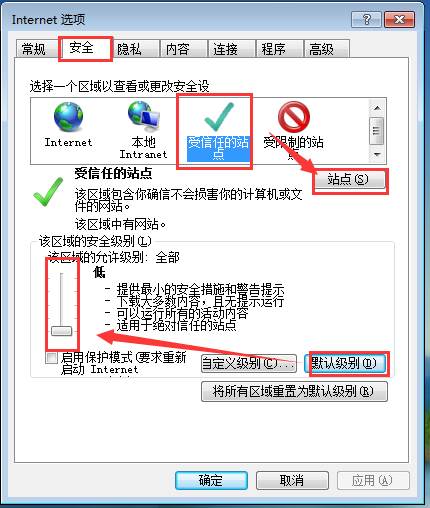 Internet 选项
常规 安全 隐私 内容 连接 程序 高级
选择一个区域以查看或更改安全设
Internet
本地
Intranet
受信任的站
点
受限制的站
点
受信任的站点
站点(S)
该区域包含你确信不会损害你的计算机或文
件的网站。
该区域中有网站。
该区域的安全级别(L)
该区域的允许级别: 全部
低
- 提供最小的安全措施和警告提示
- 下载大多数内容，且无提示运行
- 可以运行所有的活动内容
- 适用于绝对信任的站点
启用保护模式(要求重新
启动 Internet
自定义级别(C)...
默认级别(D)
将所有区域重置为默认级别(R)
确定 取消 应用(A)